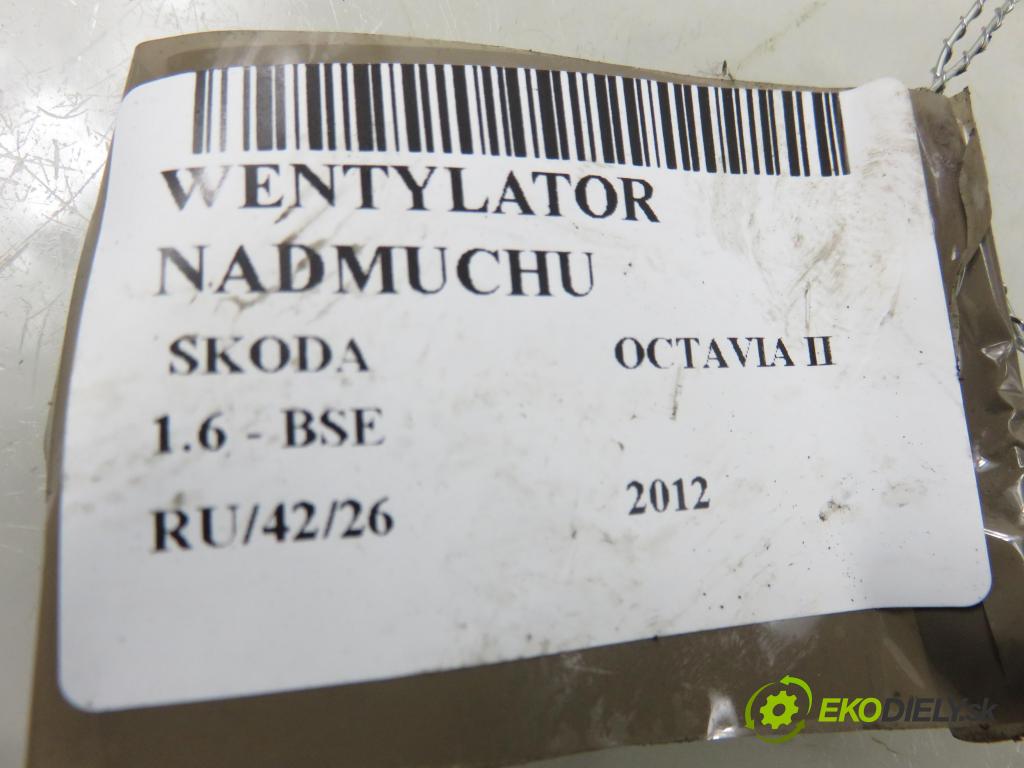 WENTYLATOR
NADMUCHU
SKODA OCTAVIA II
1.6 - BSE
RU/42/26 2012
EKODIELY.sk